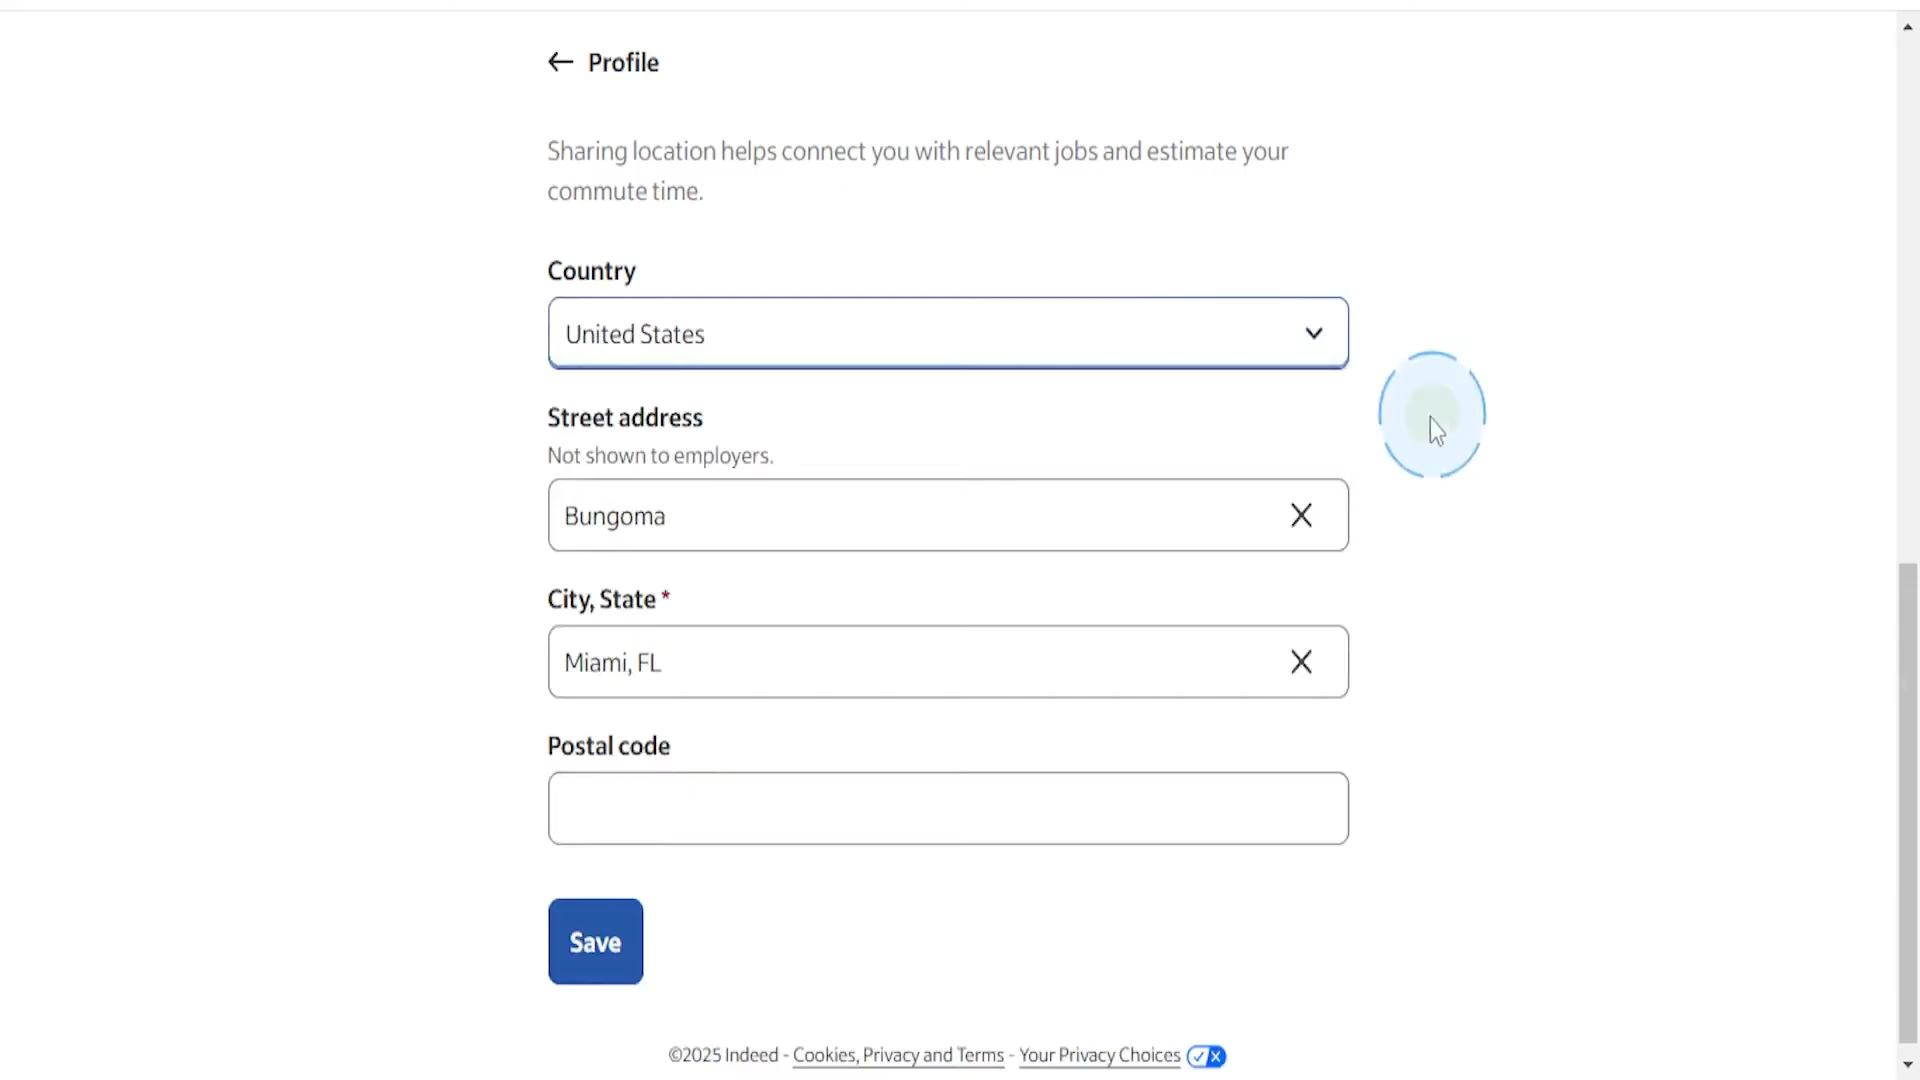 Profile
Sharing location helps connect you with relevant jobs and estimate your
commute time.
Country
United States
Street address
Not shown to employers.
Bungoma
City, State *
Miami, FL
Postal code
Save
©2025 Indeed - Cookies, Privacy and Terms - Your Privacy Choices